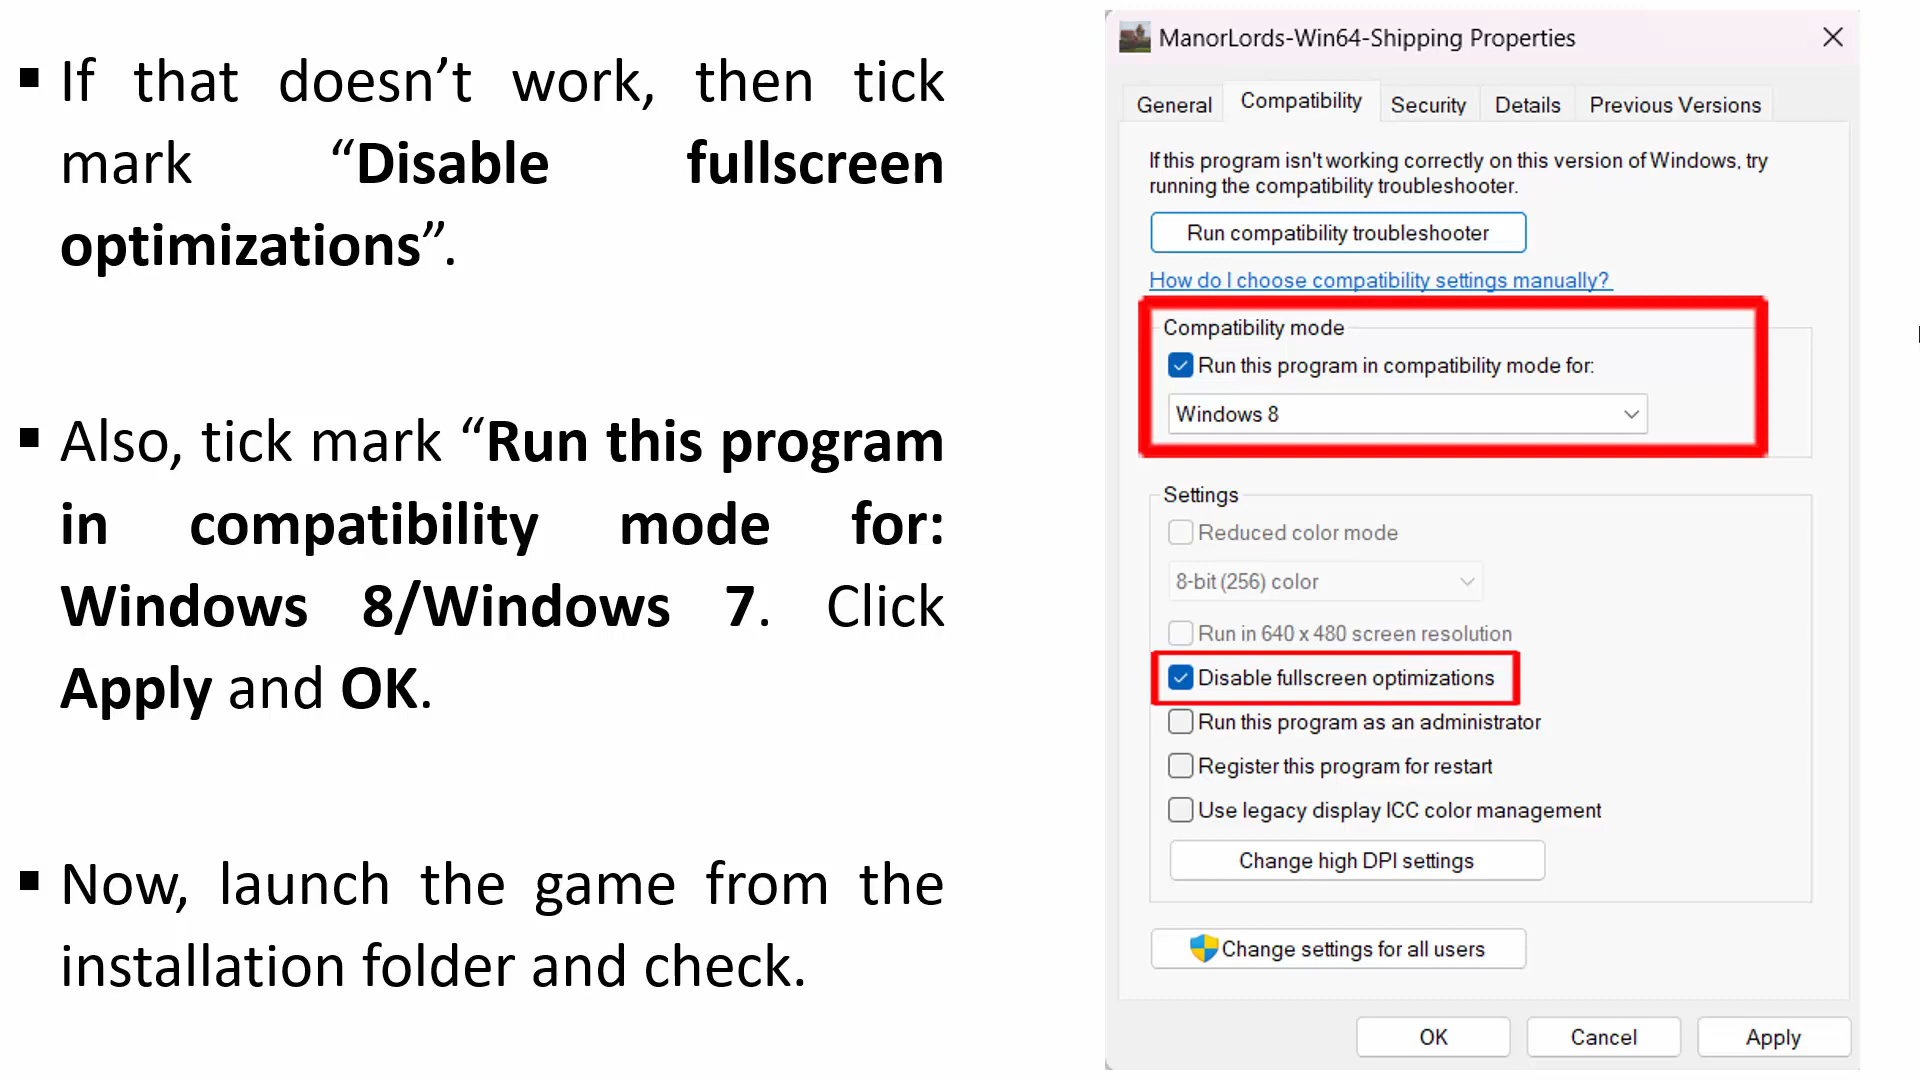 ▪ If that doesn’t work, then tick
mark “Disable fullscreen
optimizations”.
▪ Also, tick mark “Run this program
in compatibility mode for:
Windows 8/Windows 7. Click
Apply and OK.
▪ Now, launch the game from the
installation folder and check.
ManorLords-Win64-Shipping Properties
General Compatibility Security Details Previous Versions
If this program isn't working correctly on this version of Windows, try
running the compatibility troubleshooter.
Run compatibility troubleshooter
How do I choose compatibility settings manually?
Compatibility mode
Run this program in compatibility mode for:
Windows 8
Settings
Reduced color mode
8-bit (256) color
Run in 640 x 480 screen resolution
Disable fullscreen optimizations
Run this program as an administrator
Register this program for restart
Use legacy display ICC color management
Change high DPI settings
Change settings for all users
OK Cancel Apply